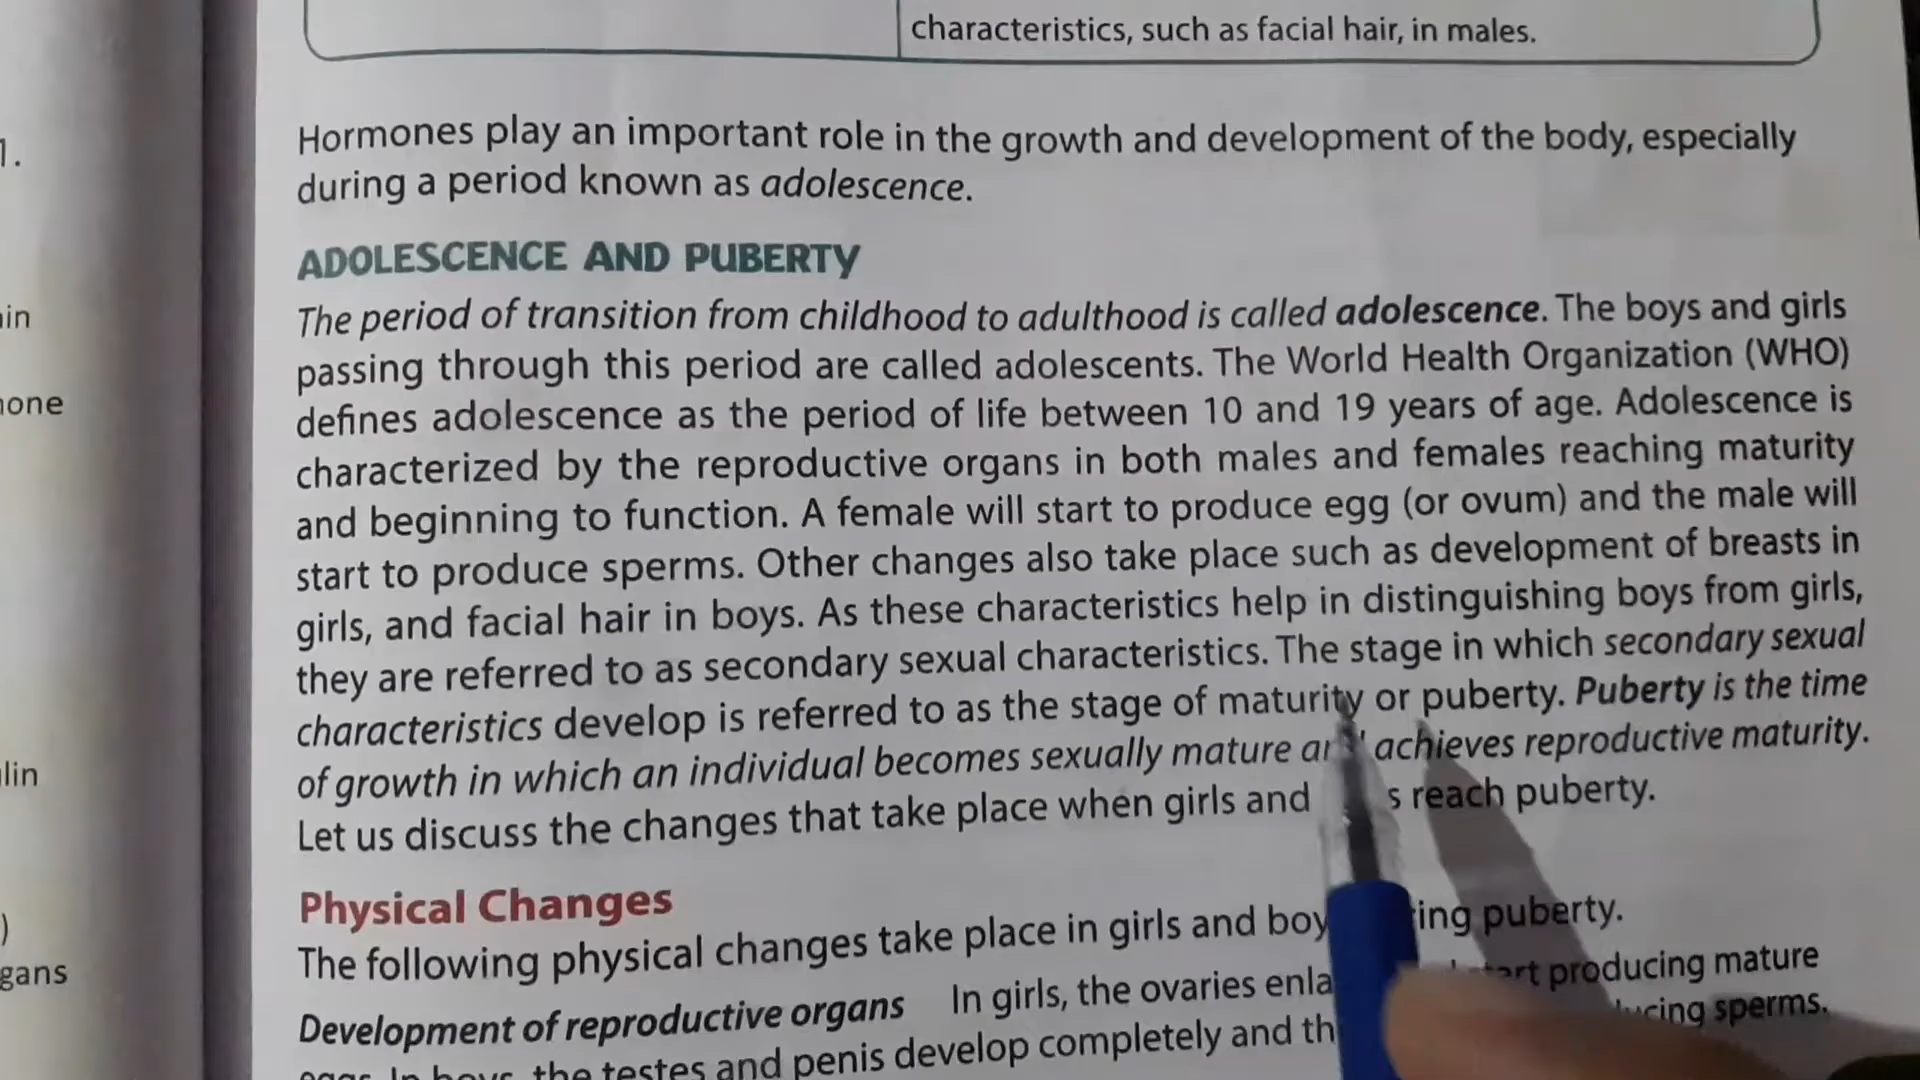 characteristics, such as facial hair, in males.
Hormones play an important role in the growth and development of the body, especially
during a period known as adolescence.
ADOLESCENCE AND PUBERTY
The period of transition from childhood to adulthood is called adolescence. The boys and girls
passing through this period are called adolescents. The World Health Organization (WHO)
defines adolescence as the period of life between 10 and 19 years of age. Adolescence is
characterized by the reproductive organs in both males and females reaching maturity
and beginning to function. A female will start to produce egg (or ovum) and the male will
start to produce sperms. Other changes also take place such as development of breasts in
girls, and facial hair in boys. As these characteristics help in distinguishing boys from girls,
they are referred to as secondary sexual characteristics. The stage in which secondary sexual
characteristics develop is referred to as the stage of maturity or puberty. Puberty is the time
of growth in which an individual becomes sexually mature and achieves reproductive maturity.
Let us discuss the changes that take place when girls and reach puberty.
Physical Changes
The following physical changes take place in girls and puberty.
Development of reproductive organs In girls, the ovaries producing mature
eggs. In boys, the testes and penis develop completely and sperms.
1.
lin
gans